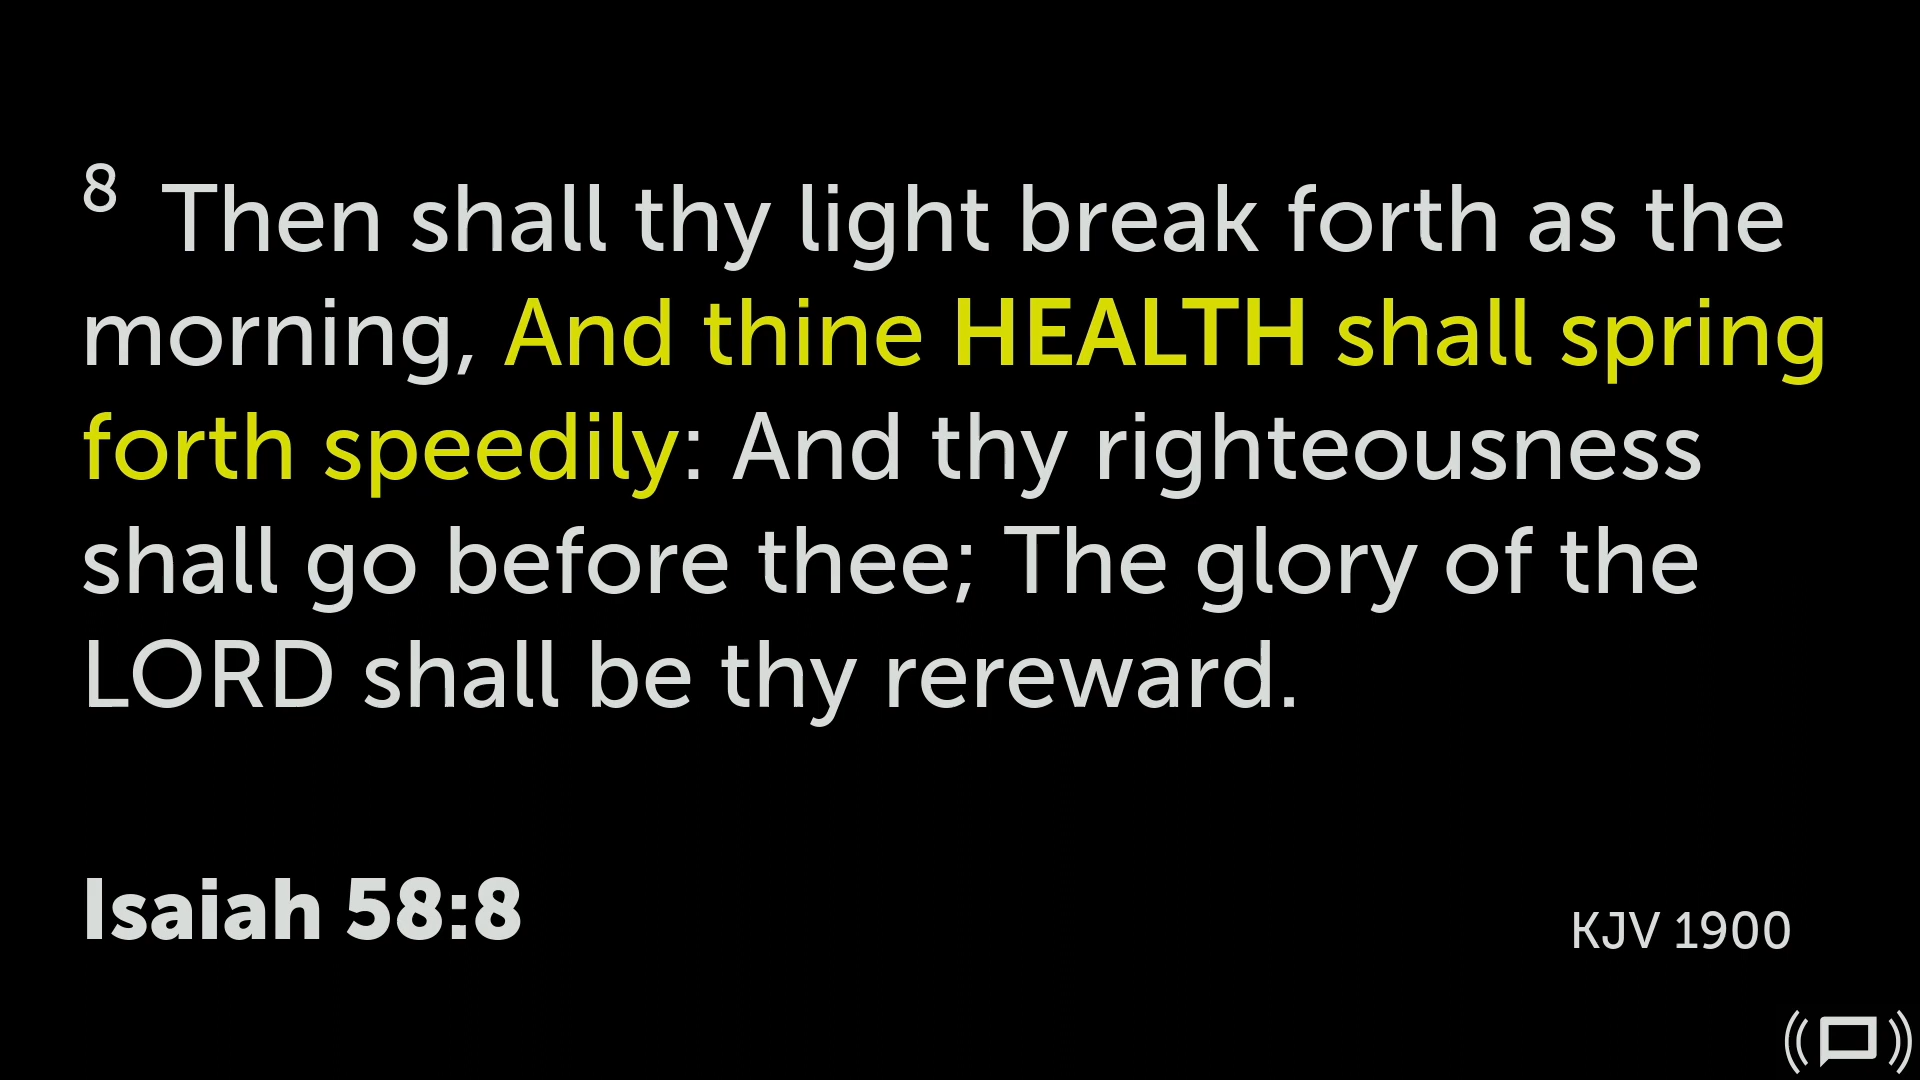 8 Then shall thy light break forth as the
morning, And thine HEALTH shall spring
forth speedily: And thy righteousness
shall go before thee; The glory of the
LORD shall be thy rereward.
Isaiah 58:8
KJV 1900